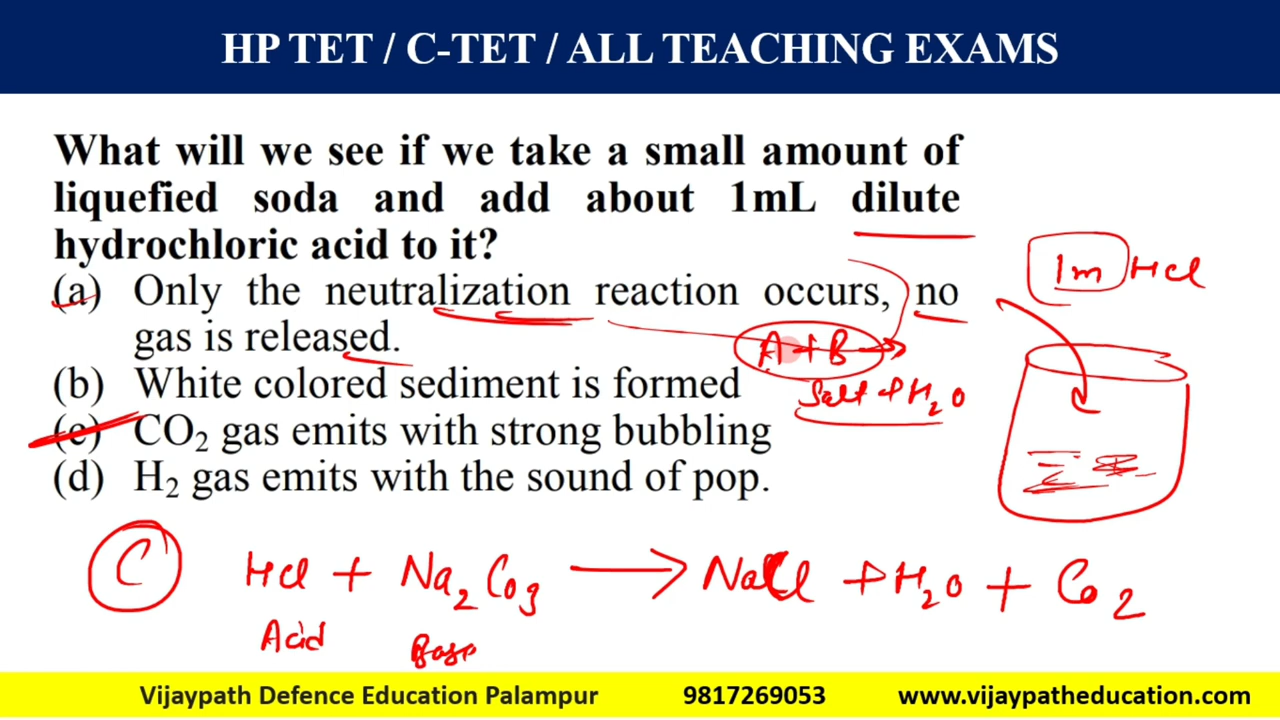 HP TET / C-TET / ALL TEACHING EXAMS
What will we see if we take a small amount of
liquefied soda and add about 1mL dilute
hydrochloric acid to it?
(a) Only the neutralization reaction occurs, no
gas is released.
(b) White colored sediment is formed
(c) CO₂ gas emits with strong bubbling
(d) H₂ gas emits with the sound of pop.
1m HCl
A + B →
Salt + H₂O
C HCl + Na₂CO₃ → NaCl + H₂O + CO₂
Acid Base
Vijaypath Defence Education Palampur 9817269053 www.vijaypatheducation.com